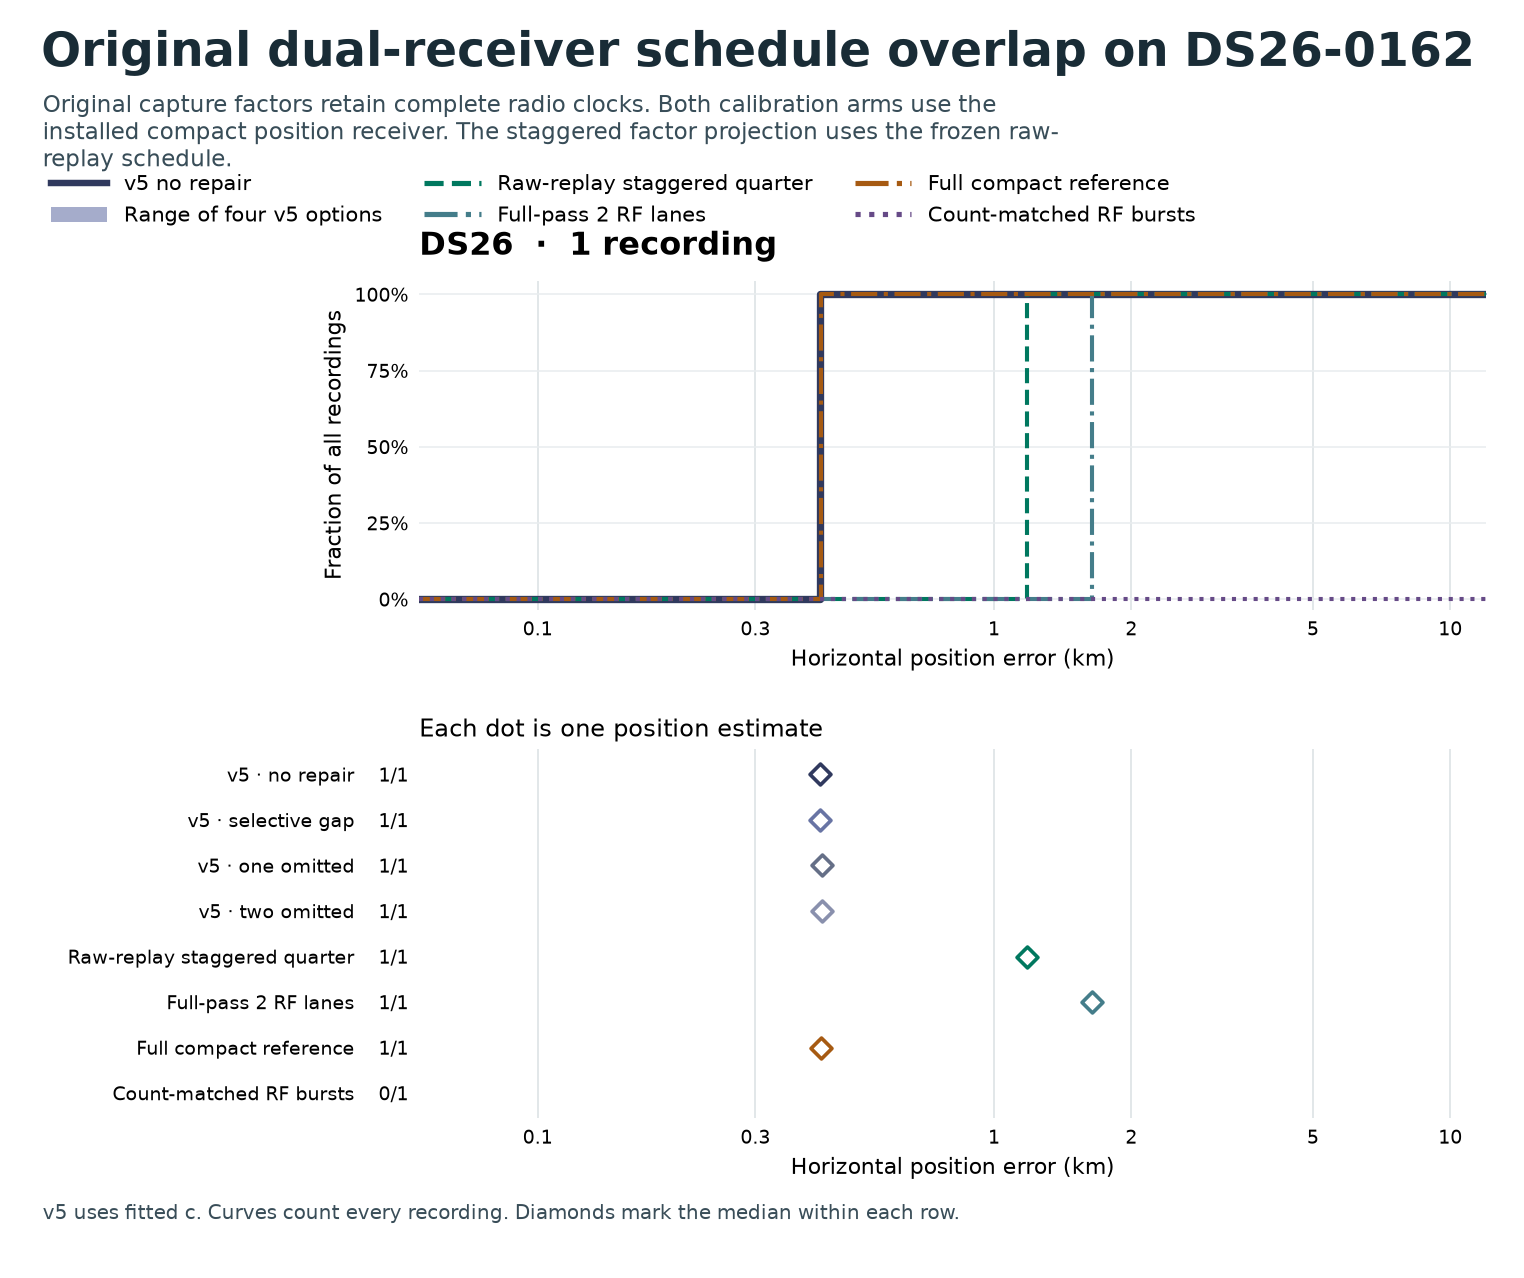 Original dual-receiver schedule overlap on DS26-0162
Original capture factors retain complete radio clocks. Both calibration arms use the
installed compact position receiver. The staggered factor projection uses the frozen raw-
replay schedule.
v5 no repair
Raw-replay staggered quarter
Full compact reference
Range of four v5 options
Full-pass 2 RF lanes
Count-matched RF bursts
DS26 · 1 recording
100%
75%
50%
25%
0%
Fraction of all recordings
0.1 0.3 1 2 5 10
Horizontal position error (km)
Each dot is one position estimate
v5 · no repair 1/1
v5 · selective gap 1/1
v5 · one omitted 1/1
v5 · two omitted 1/1
Raw-replay staggered quarter 1/1
Full-pass 2 RF lanes 1/1
Full compact reference 1/1
Count-matched RF bursts 0/1
0.1 0.3 1 2 5 10
Horizontal position error (km)
v5 uses fitted c. Curves count every recording. Diamonds mark the median within each row.